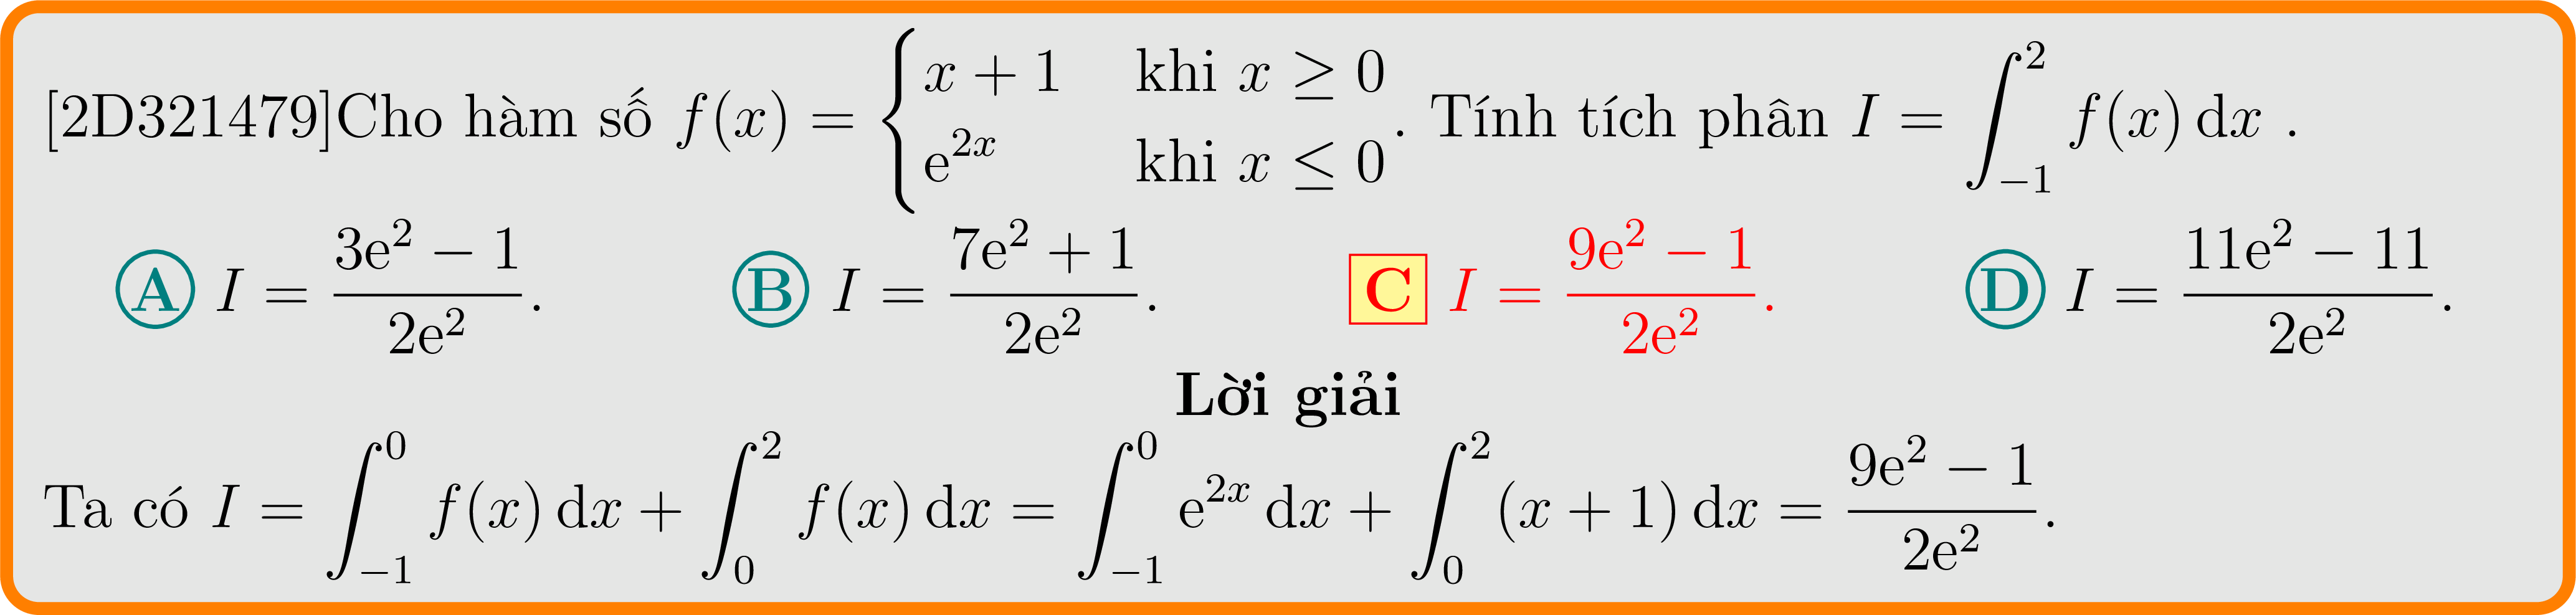 [2D321479]Cho hàm số $f(x) = \begin{cases} x + 1 & \text{khi } x \geq 0 \\ \mathrm{e}^{2x} & \text{khi } x \leq 0 \end{cases}$. Tính tích phân $I = \int_{-1}^{2} f(x)\,\mathrm{d}x$ .
A $I = \frac{3\mathrm{e}^2 - 1}{2\mathrm{e}^2}$. B $I = \frac{7\mathrm{e}^2 + 1}{2\mathrm{e}^2}$. C $I = \frac{9\mathrm{e}^2 - 1}{2\mathrm{e}^2}$. D $I = \frac{11\mathrm{e}^2 - 11}{2\mathrm{e}^2}$.
Lời giải
Ta có $I = \int_{-1}^{0} f(x)\,\mathrm{d}x + \int_{0}^{2} f(x)\,\mathrm{d}x = \int_{-1}^{0} \mathrm{e}^{2x}\,\mathrm{d}x + \int_{0}^{2} (x + 1)\,\mathrm{d}x = \frac{9\mathrm{e}^2 - 1}{2\mathrm{e}^2}$.